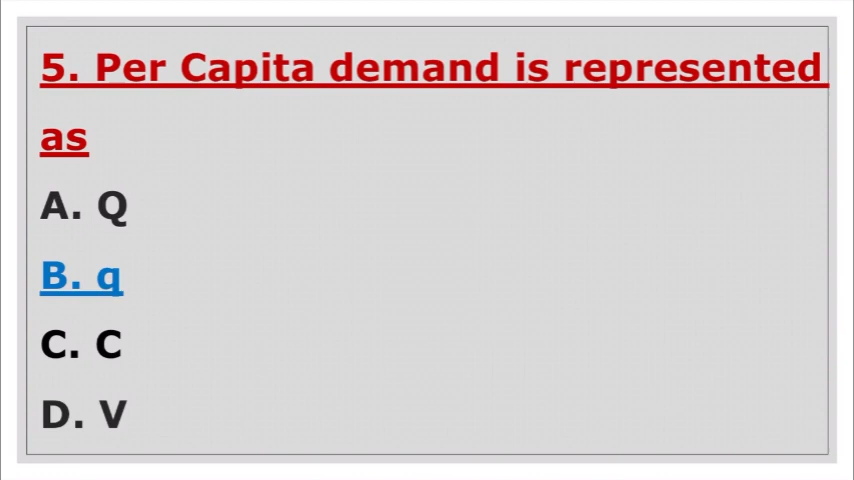 5. Per Capita demand is represented
as
A. Q
B. q
C. C
D. V